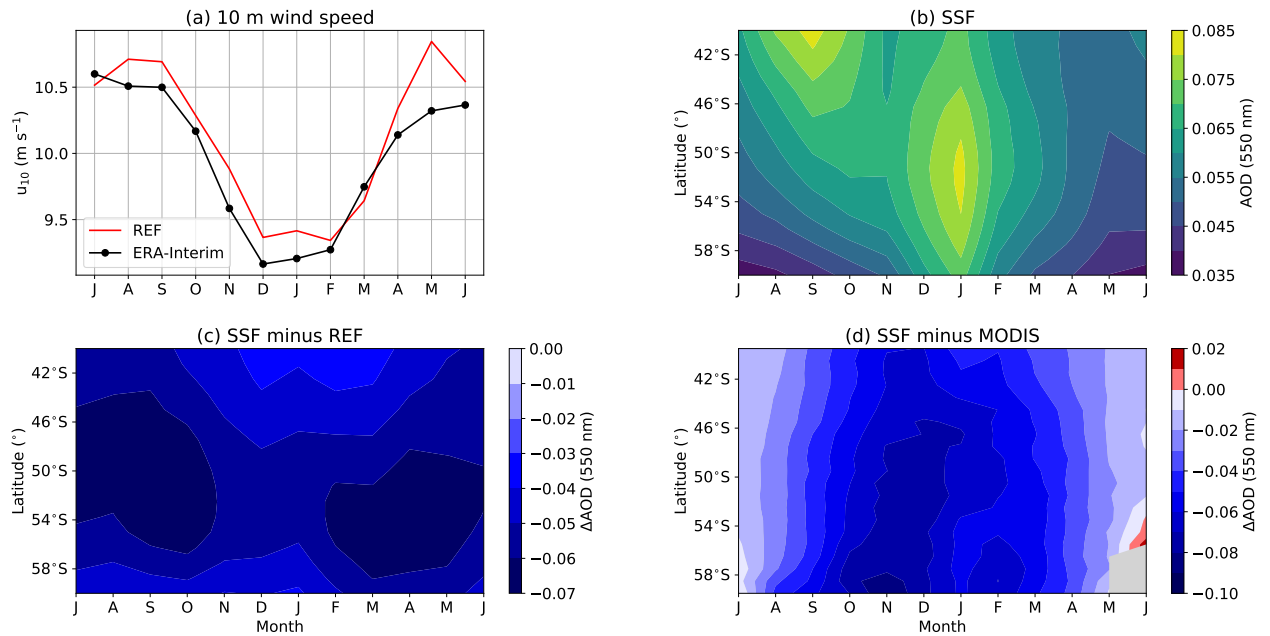 (a) 10 m wind speed
u10 (m s−1)
10.5
10.0
9.5
REF
ERA-Interim
J A S O N D J F M A M J
(b) SSF
Latitude (°)
42°S
46°S
50°S
54°S
58°S
J A S O N D J F M A M J
0.085
0.075
0.065
0.055
0.045
0.035
AOD (550 nm)
(c) SSF minus REF
Latitude (°)
42°S
46°S
50°S
54°S
58°S
J A S O N D J F M A M J
Month
0.00
−0.01
−0.02
−0.03
−0.04
−0.05
−0.06
−0.07
ΔAOD (550 nm)
(d) SSF minus MODIS
Latitude (°)
42°S
46°S
50°S
54°S
58°S
J A S O N D J F M A M J
Month
0.02
0.00
−0.02
−0.04
−0.06
−0.08
−0.10
ΔAOD (550 nm)